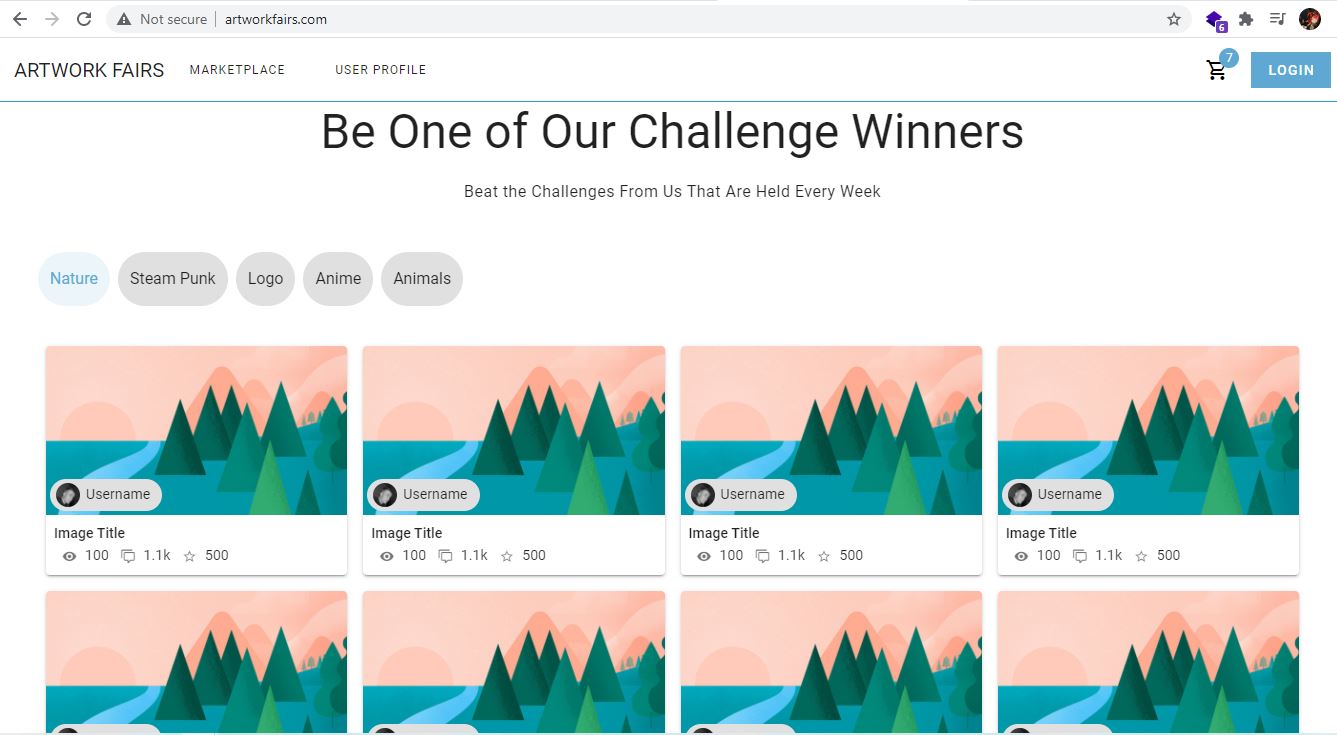 Not secure artworkfairs.com
6
ARTWORK FAIRS MARKETPLACE USER PROFILE 7 LOGIN
Be One of Our Challenge Winners
Beat the Challenges From Us That Are Held Every Week
Nature Steam Punk Logo Anime Animals
Username Username Username Username
Image Title Image Title Image Title Image Title
100 1.1k 500 100 1.1k 500 100 1.1k 500 100 1.1k 500